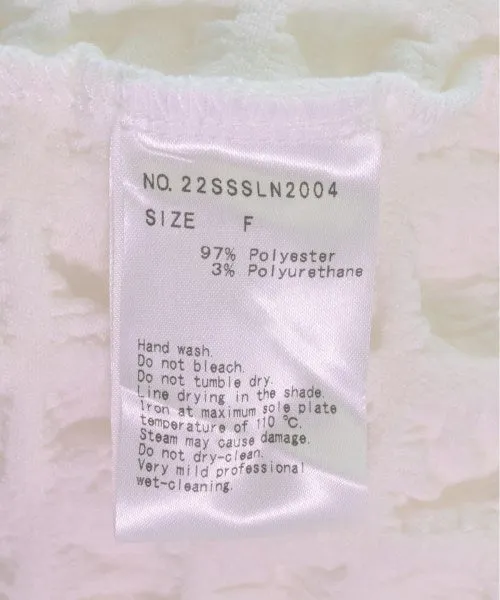 NO. 22SSSLN2004
SIZE F
97% Polyester
3% Polyurethane
Hand wash.
Do not bleach.
Do not tumble dry.
Line drying in the shade.
Iron at maximum sole plate
temperature of 110 ℃.
Steam may cause damage.
Do not dry-clean.
Very mild professional
wet-cleaning.